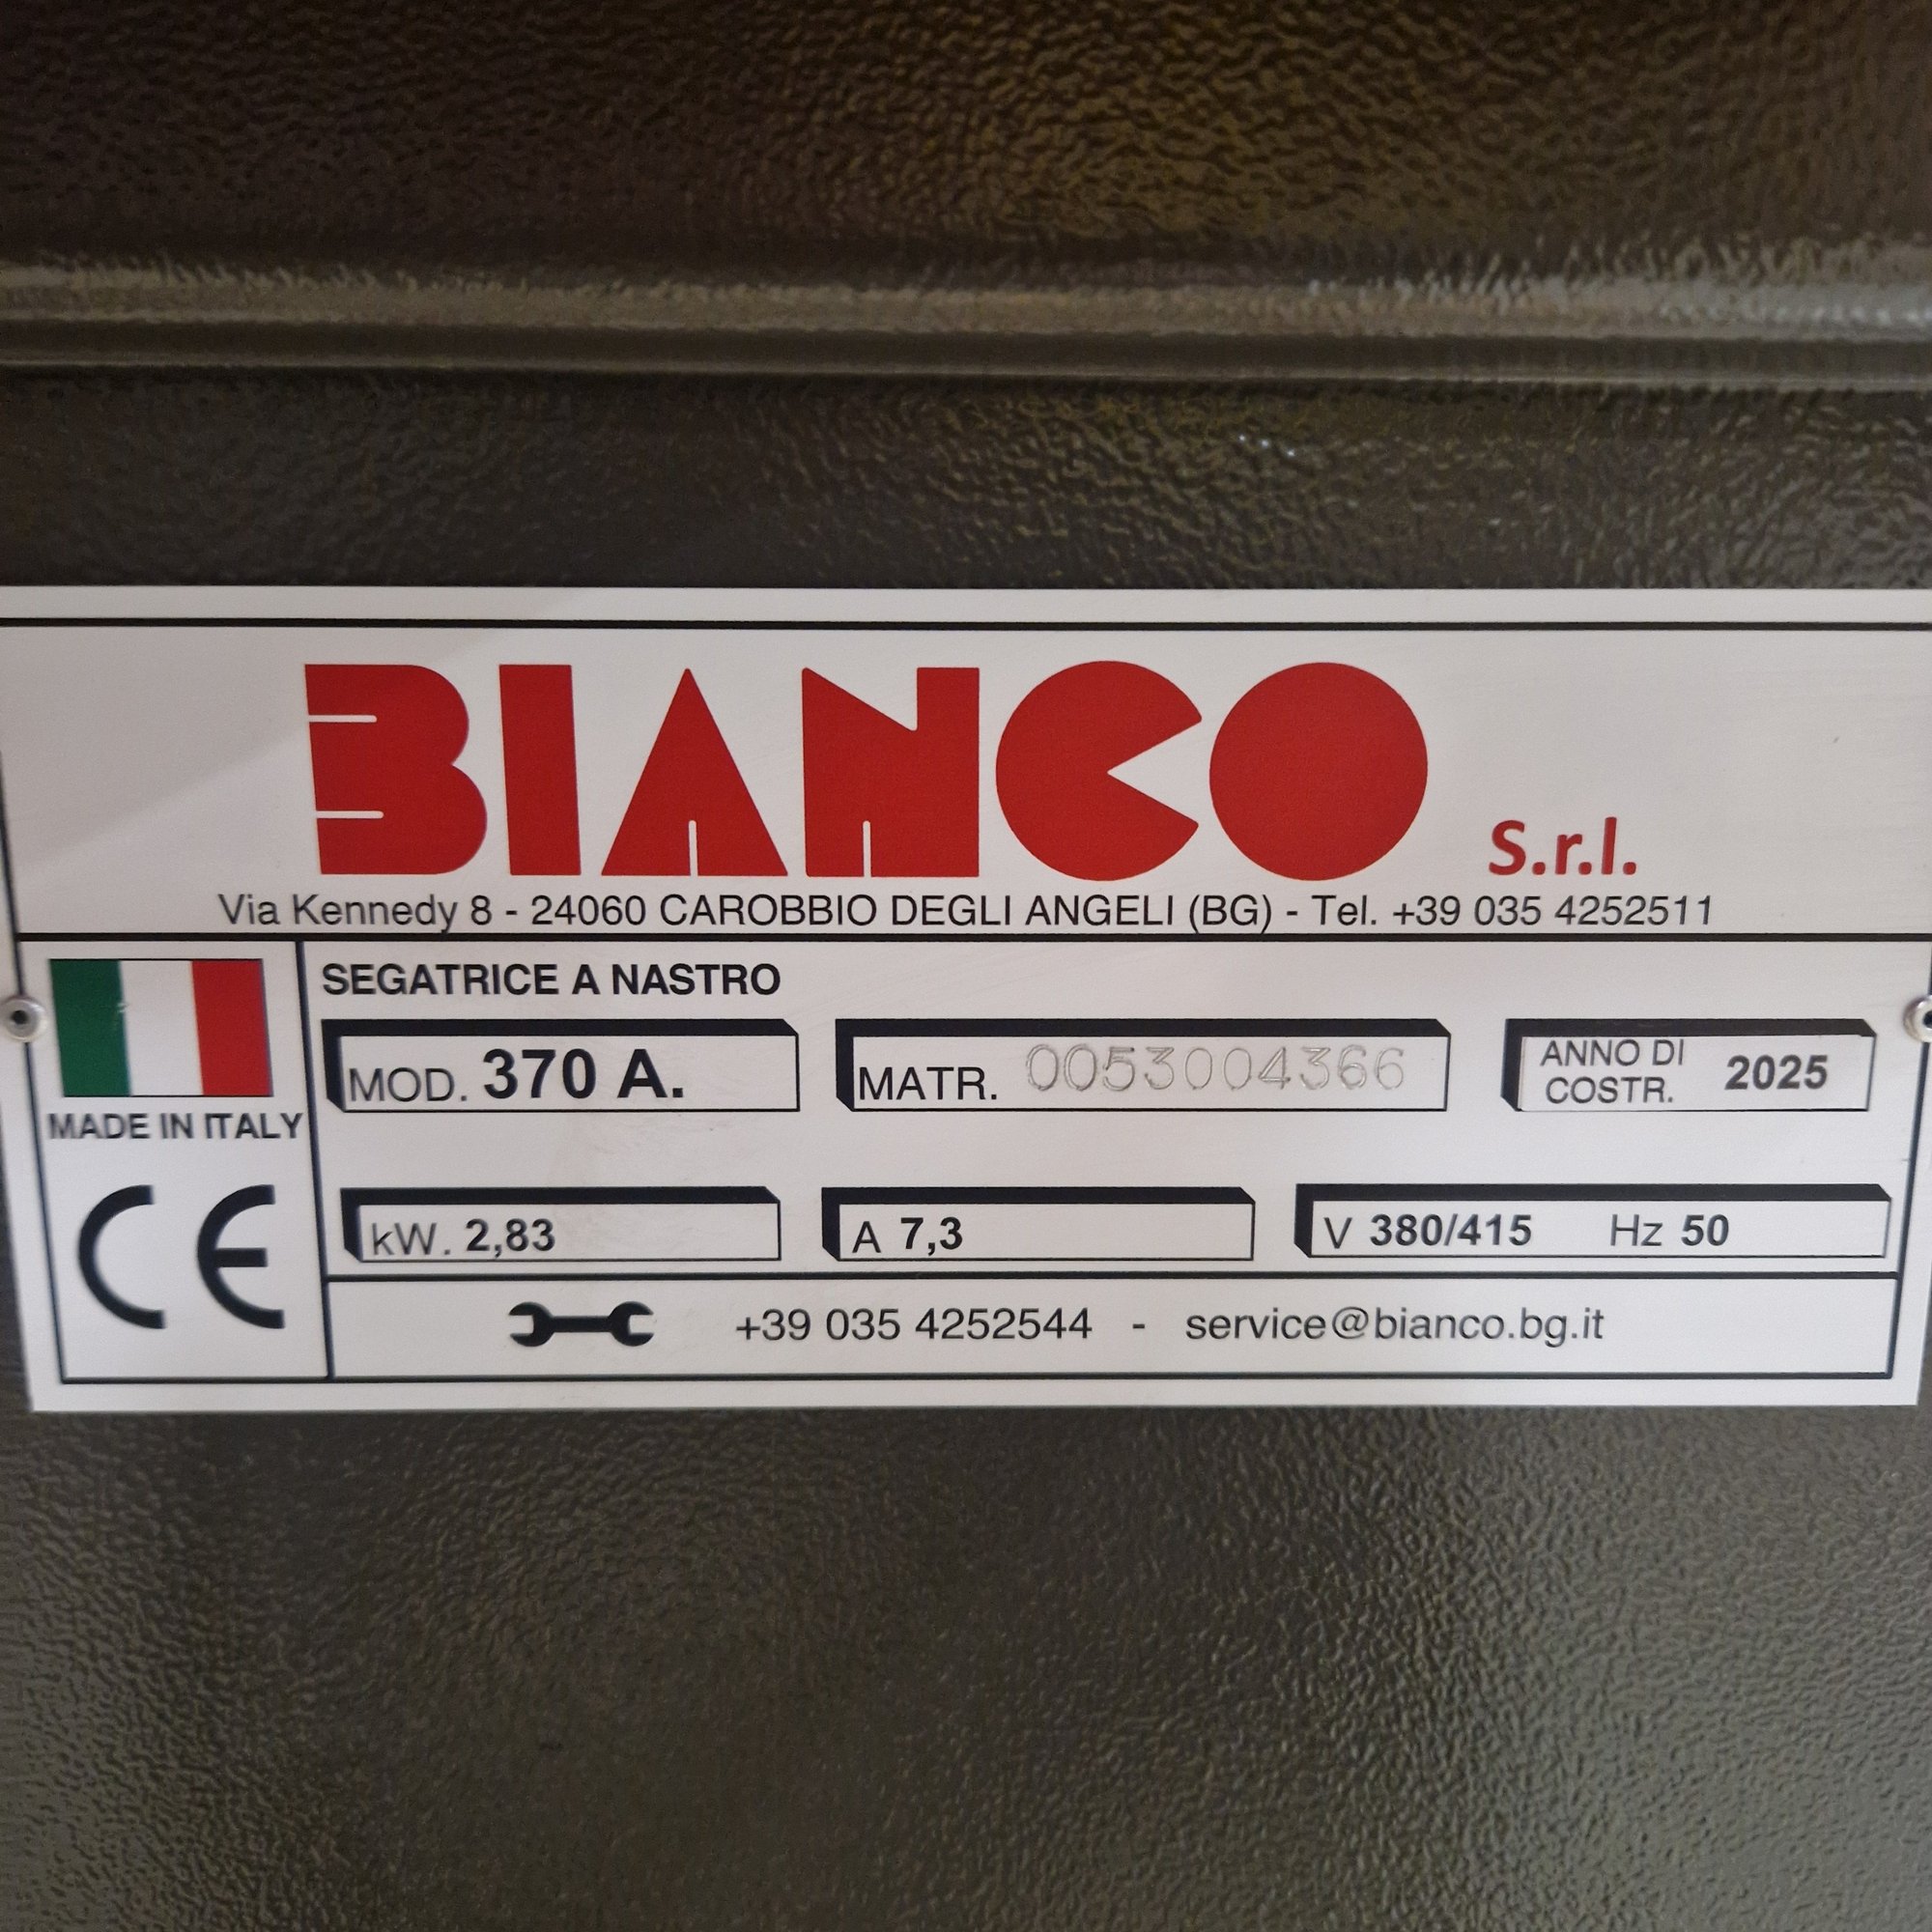 BIANCO S.r.l.
Via Kennedy 8 - 24060 CAROBBIO DEGLI ANGELI (BG) - Tel. +39 035 4252511
SEGATRICE A NASTRO
MOD. 370 A.
MATR. 0053004366
ANNO DI
COSTR. 2025
MADE IN ITALY
CE
kW. 2,83
A 7,3
V 380/415 Hz 50
+39 035 4252544 - service@bianco.bg.it